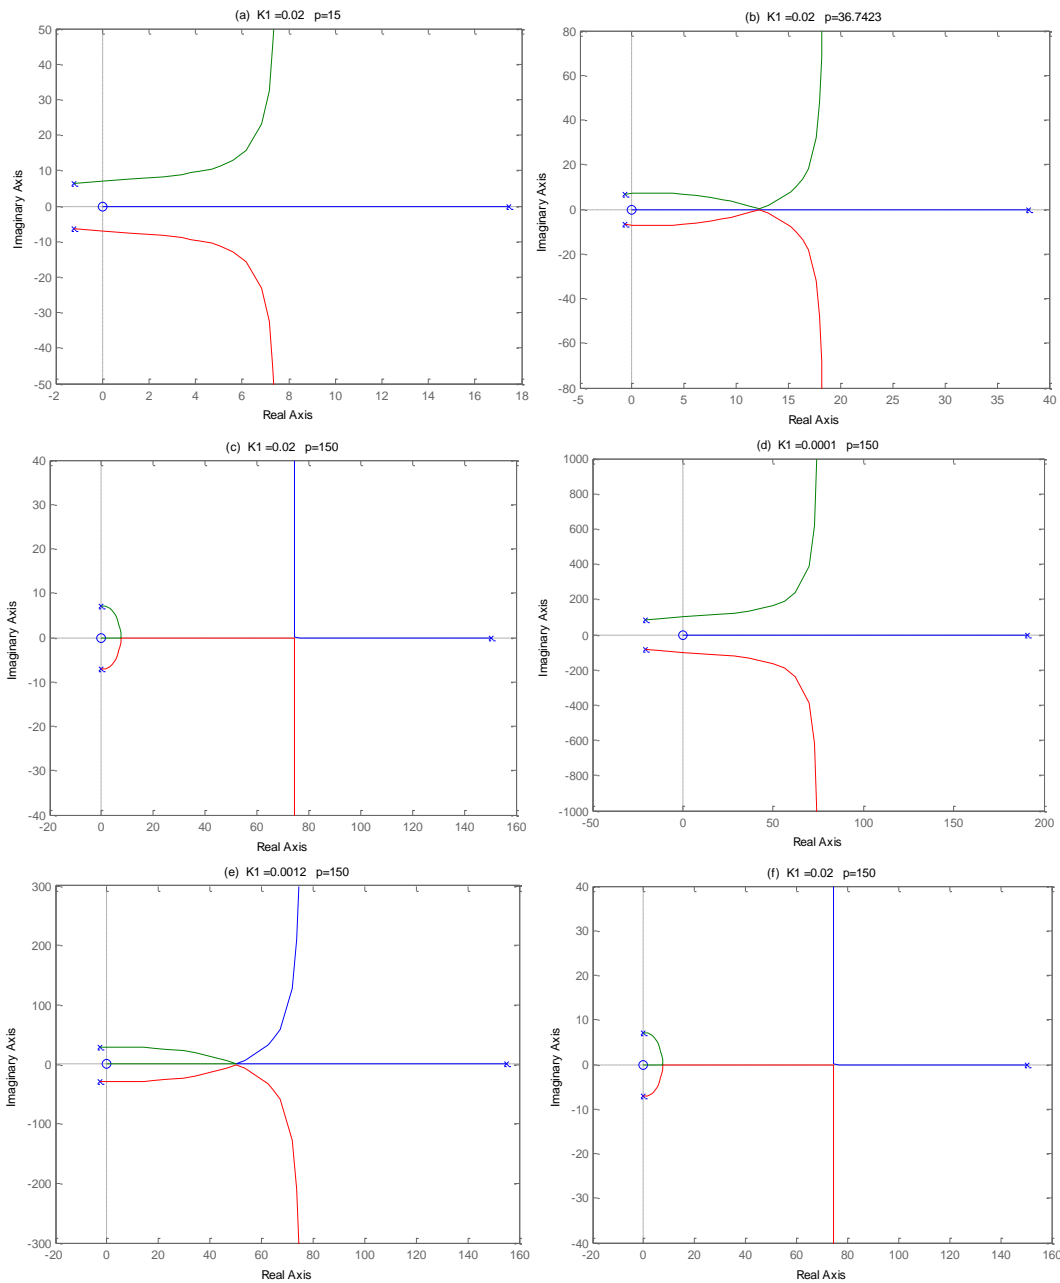 (a) K1 =0.02 p=15
50
40
30
20
10
0
-10
-20
-30
-40
-50
-2 0 2 4 6 8 10 12 14 16 18
Real Axis
Imaginary Axis
(b) K1 =0.02 p=36.7423
80
60
40
20
0
-20
-40
-60
-80
-5 0 5 10 15 20 25 30 35 40
Real Axis
Imaginary Axis
(c) K1 =0.02 p=150
40
30
20
10
0
-10
-20
-30
-40
-20 0 20 40 60 80 100 120 140 160
Real Axis
Imaginary Axis
(d) K1 =0.0001 p=150
1000
800
600
400
200
0
-200
-400
-600
-800
-1000
-50 0 50 100 150 200
Real Axis
Imaginary Axis
(e) K1 =0.0012 p=150
300
200
100
0
-100
-200
-300
-20 0 20 40 60 80 100 120 140 160
Real Axis
Imaginary Axis
(f) K1 =0.02 p=150
40
30
20
10
0
-10
-20
-30
-40
-20 0 20 40 60 80 100 120 140 160
Real Axis
Imaginary Axis